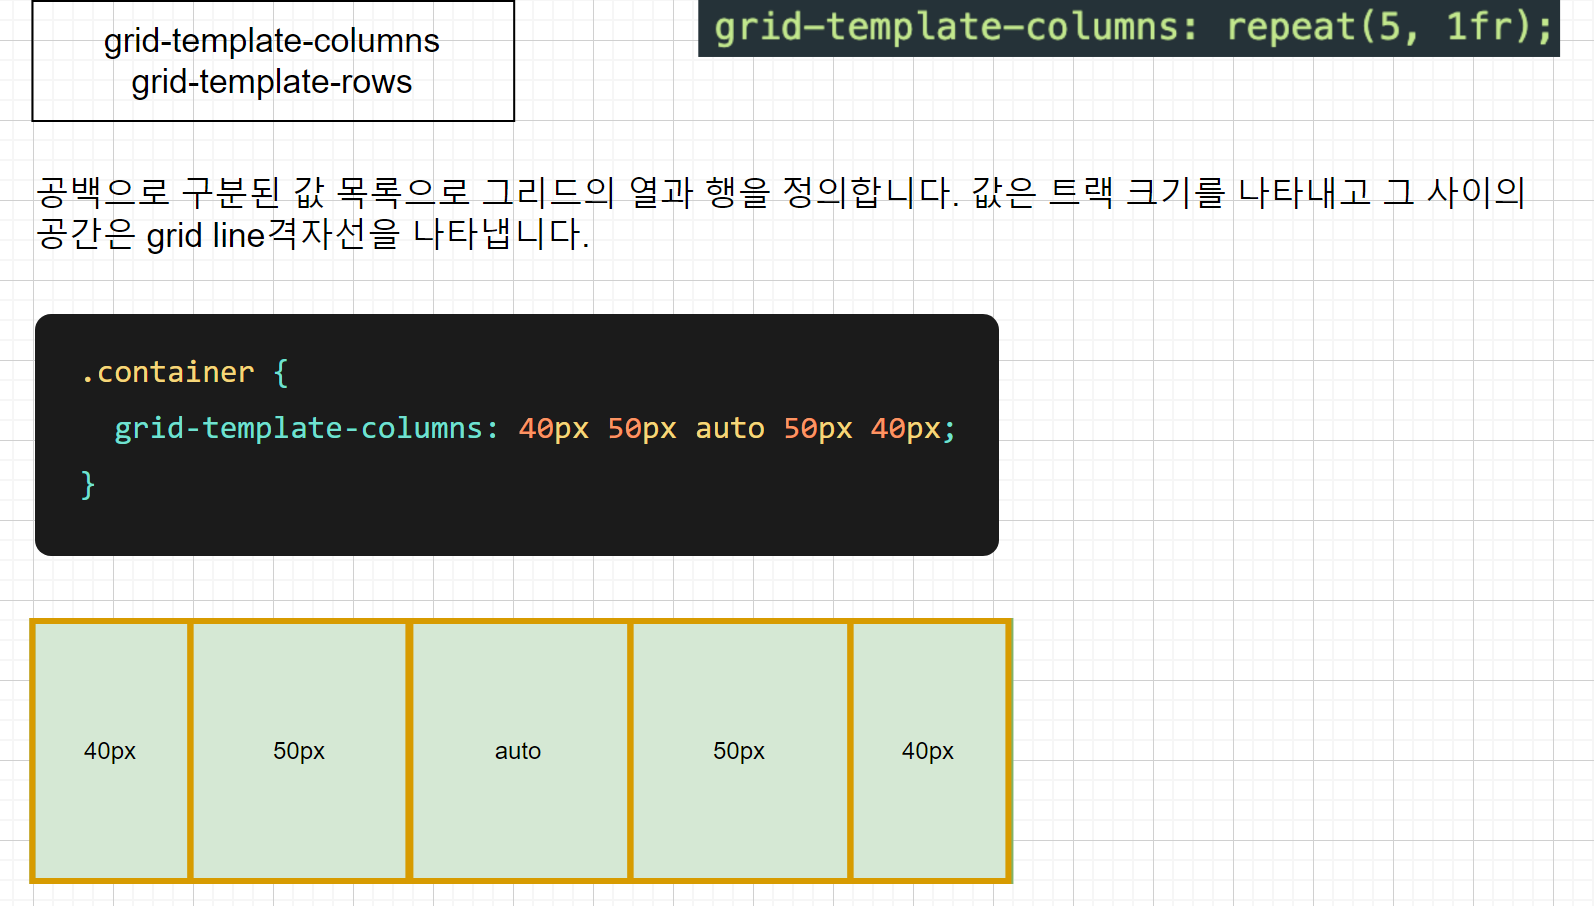 grid-template-columns
grid-template-rows
grid-template-columns: repeat(5, 1fr);
공백으로 구분된 값 목록으로 그리드의 열과 행을 정의합니다. 값은 트랙 크기를 나타내고 그 사이의
공간은 grid line격자선을 나타냅니다.
.container {
grid-template-columns: 40px 50px auto 50px 40px;
}
40px 50px auto 50px 40px